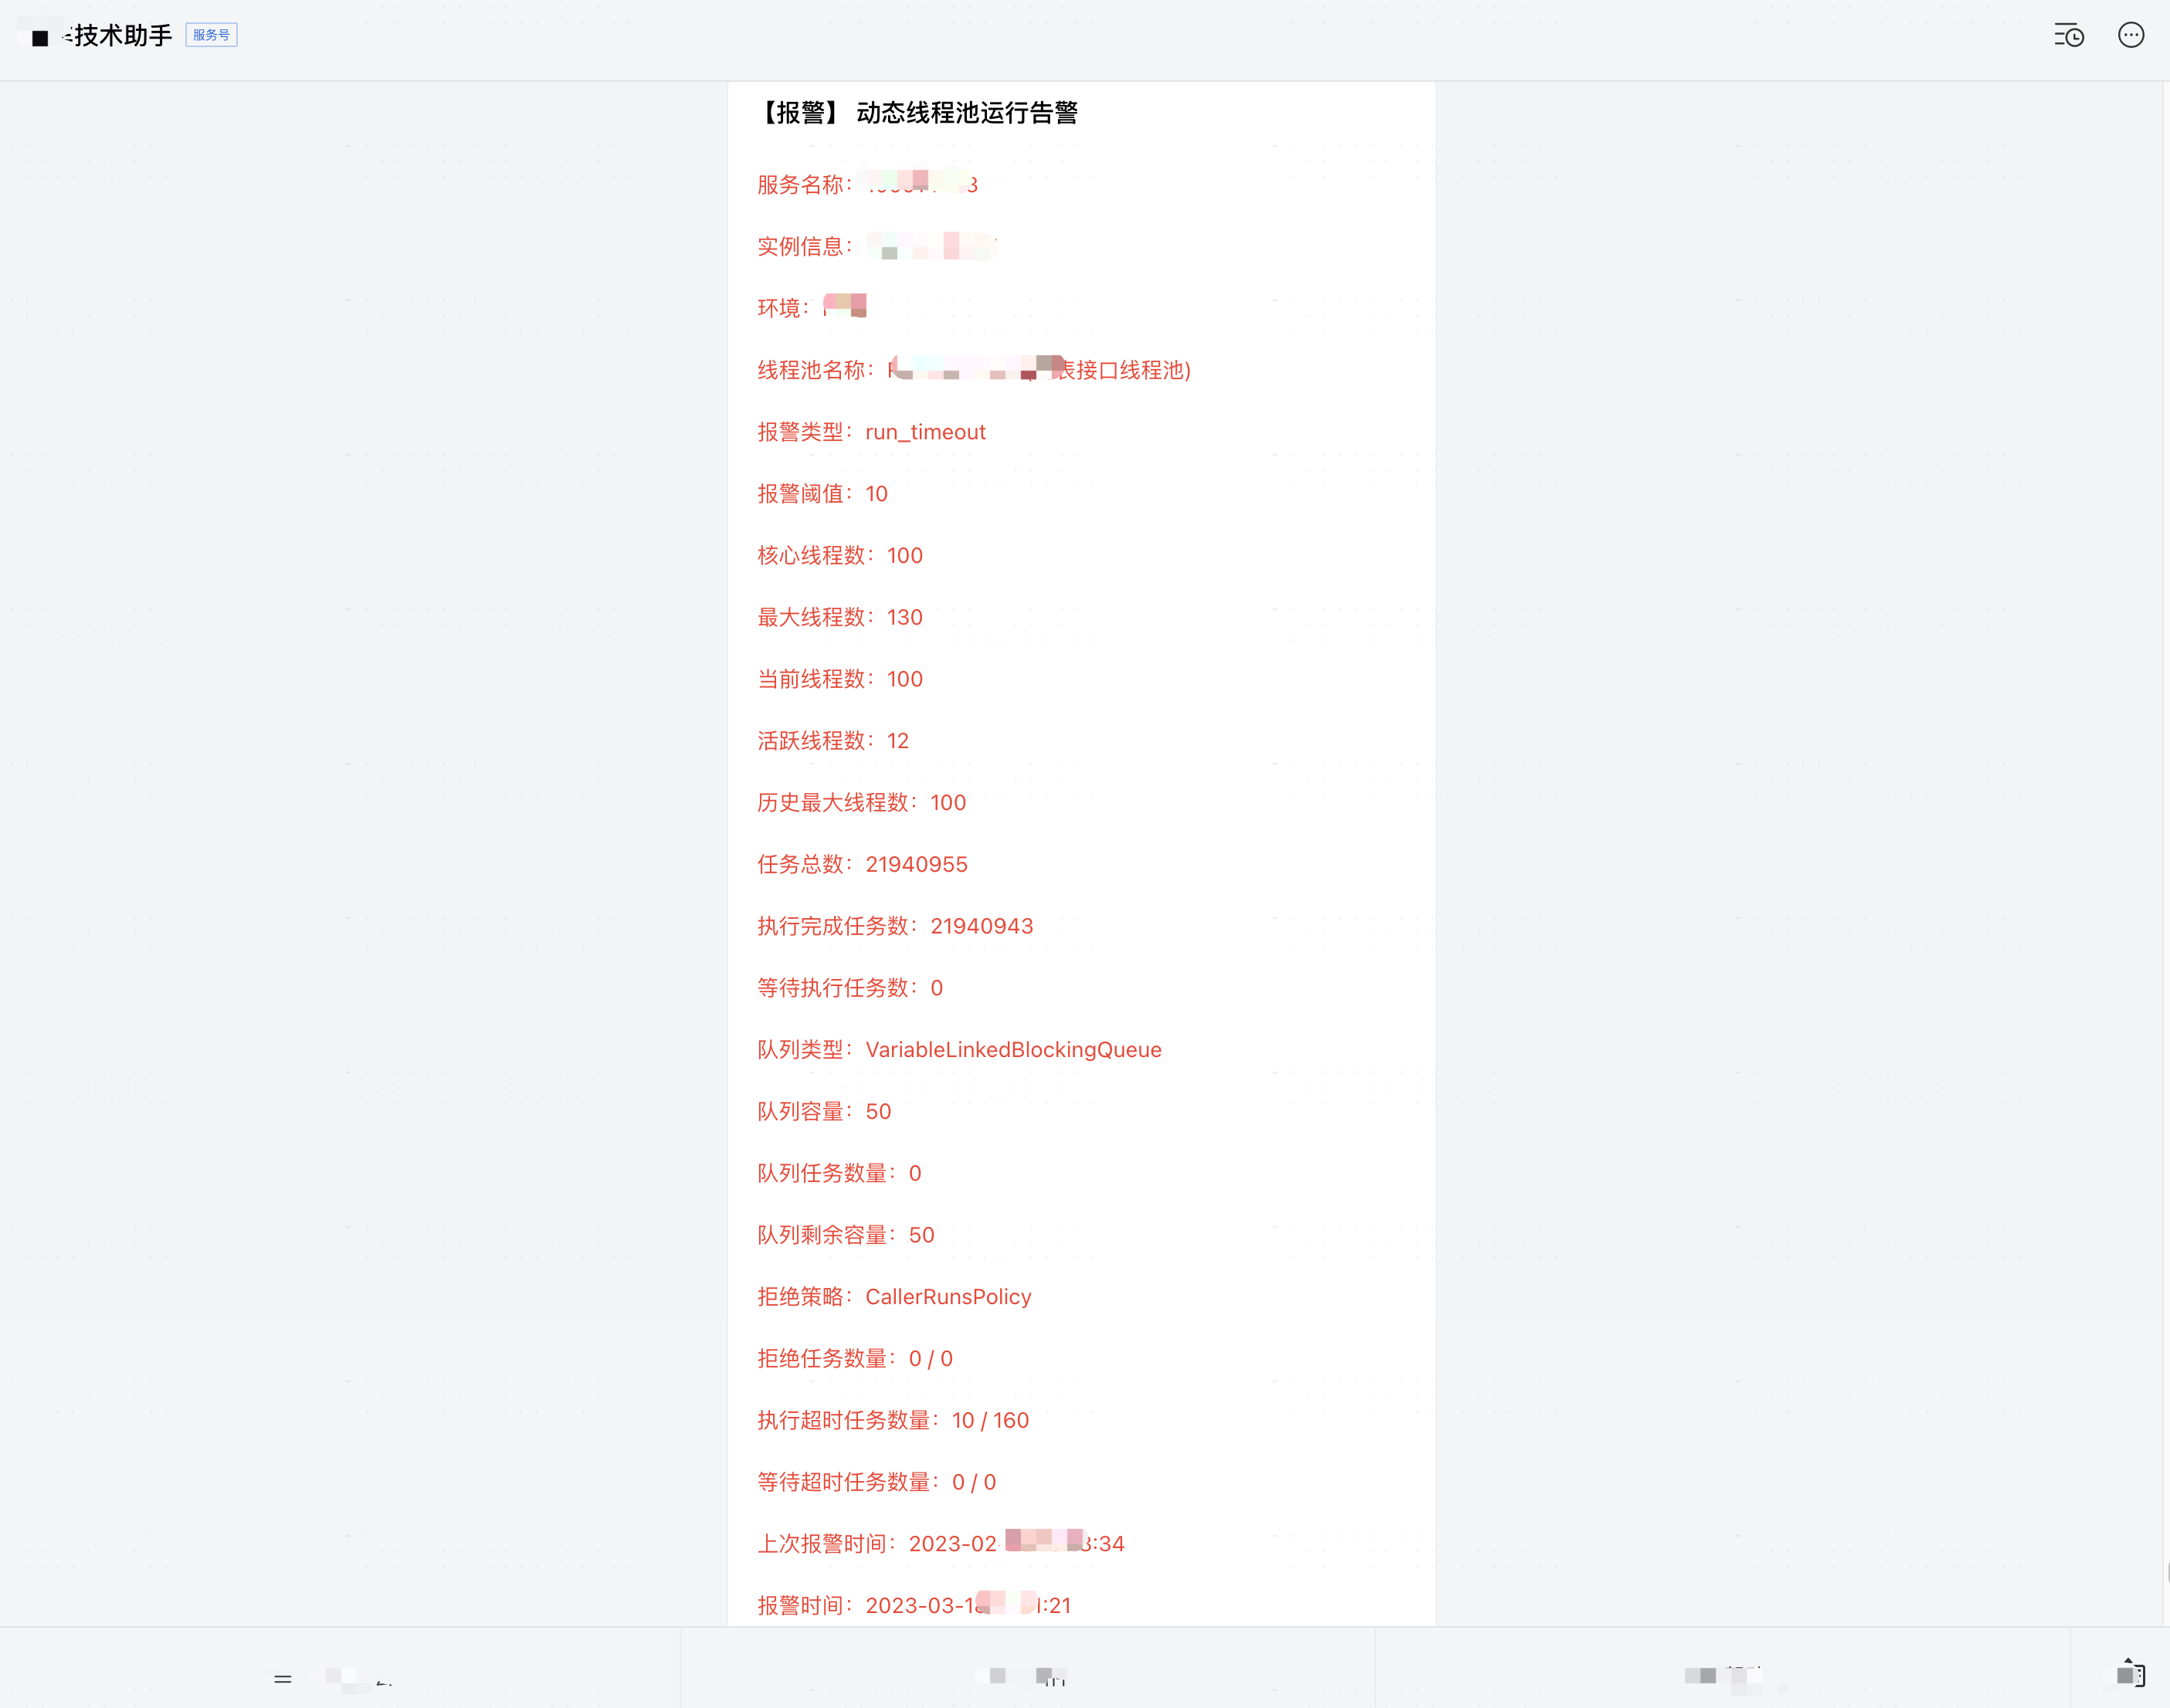 技术助手 服务号
【报警】 动态线程池运行告警
服务名称：
实例信息：
环境：
线程池名称：表接口线程池)
报警类型：run_timeout
报警阈值：10
核心线程数：100
最大线程数：130
当前线程数：100
活跃线程数：12
历史最大线程数：100
任务总数：21940955
执行完成任务数：21940943
等待执行任务数：0
队列类型：VariableLinkedBlockingQueue
队列容量：50
队列任务数量：0
队列剩余容量：50
拒绝策略：CallerRunsPolicy
拒绝任务数量：0 / 0
执行超时任务数量：10 / 160
等待超时任务数量：0 / 0
上次报警时间：2023-02 :34
报警时间：2023-03-1 :21